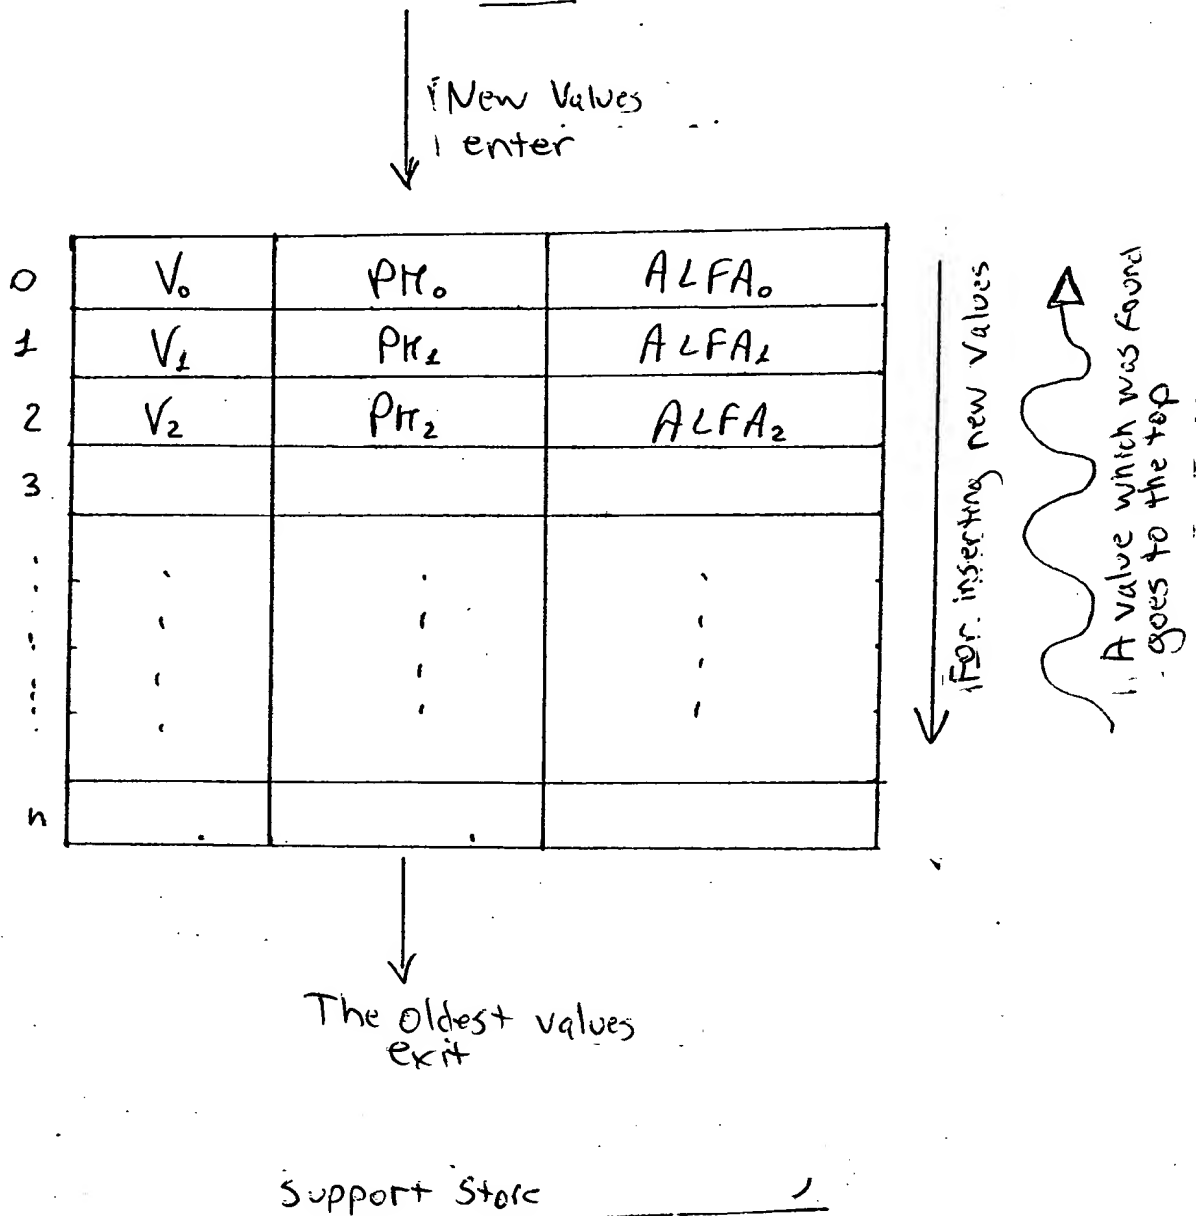 New Values
enter
0 V₀ PH₀ ALFA₀
1 V₁ PH₁ ALFA₁
2 V₂ PH₂ ALFA₂
3
n
For inserting new values
A value which was found
goes to the top
The oldest values
exit
Support Store